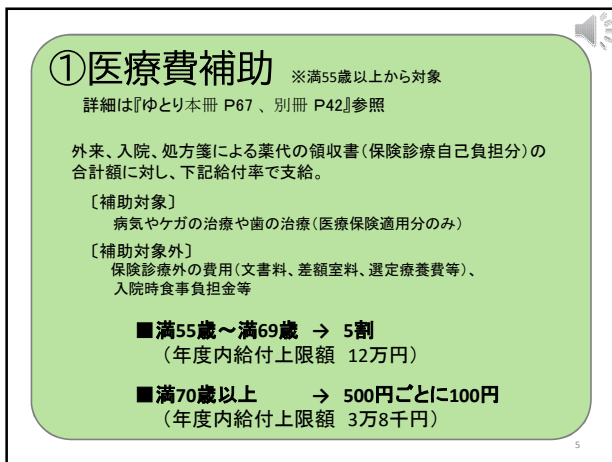 ①医療費補助 ※満55歳以上から対象
詳細は『ゆとり本冊 P67 、別冊 P42』参照
外来、入院、処方箋による薬代の領収書（保険診療自己負担分）の
合計額に対し、下記給付率で支給。
〔補助対象〕
病気やケガの治療や歯の治療（医療保険適用分のみ）
〔補助対象外〕
保険診療外の費用（文書料、差額室料、選定療養費等）、
入院時食事負担金等
■満55歳～満69歳 → 5割
（年度内給付上限額 12万円）
■満70歳以上 → 500円ごとに100円
（年度内給付上限額 3万8千円）
5